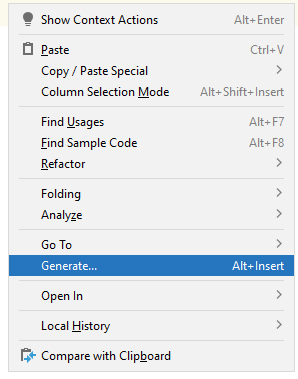 Show Context Actions Alt+Enter
Paste Ctrl+V
Copy / Paste Special
Column Selection Mode Alt+Shift+Insert
Find Usages Alt+F7
Find Sample Code Alt+F8
Refactor
Folding
Analyze
Go To
Generate... Alt+Insert
Open In
Local History
Compare with Clipboard